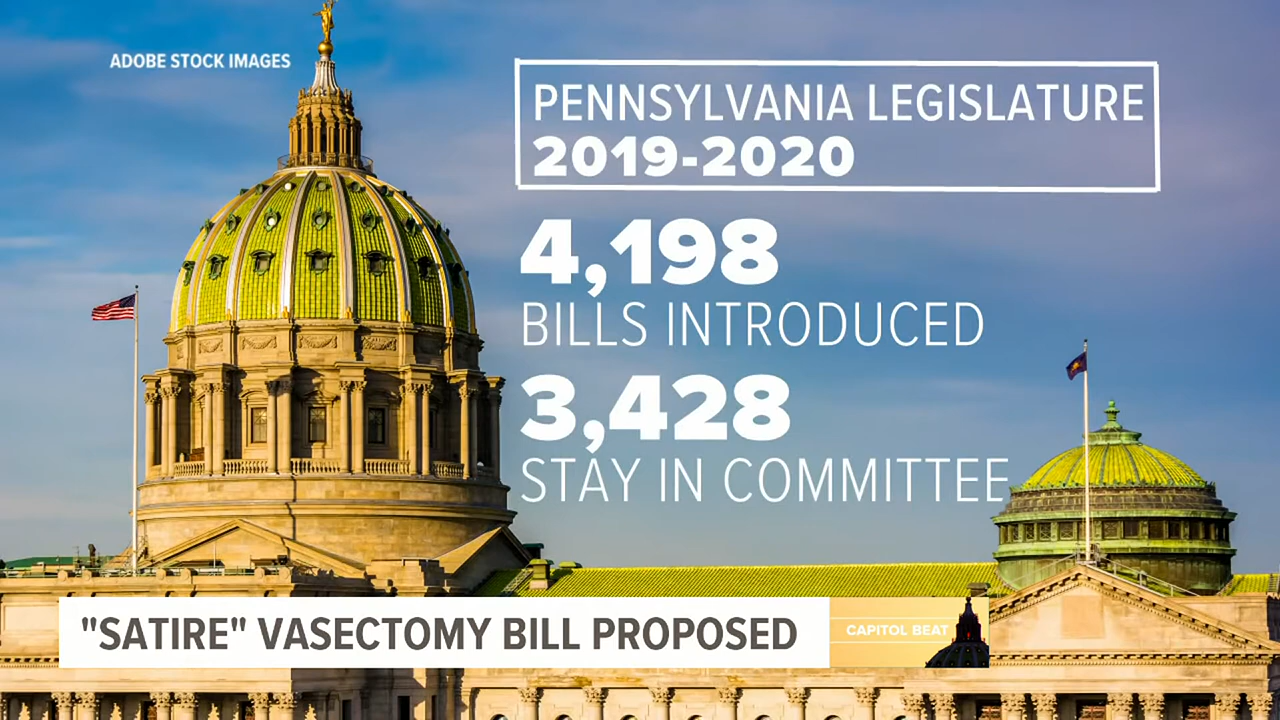 ADOBE STOCK IMAGES
PENNSYLVANIA LEGISLATURE
2019-2020
4,198
BILLS INTRODUCED
3,428
STAY IN COMMITTEE
"SATIRE" VASECTOMY BILL PROPOSED
CAPITOL BEAT